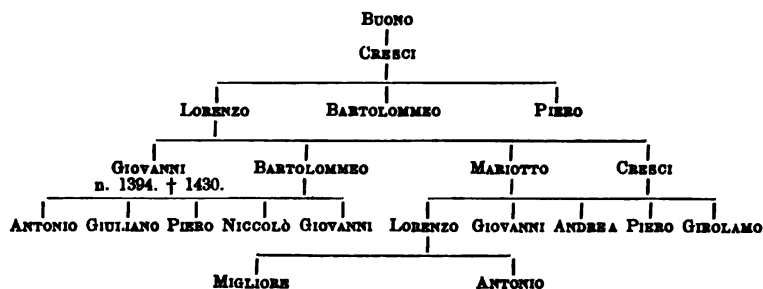 BUONO
CRESCI
LORENZO BARTOLOMMEO PIERO
GIOVANNI BARTOLOMMEO MARIOTTO CRESCI
n. 1394. † 1430.
ANTONIO GIULIANO PIERO NICCOLÒ GIOVANNI LORENZO GIOVANNI ANDREA PIERO GIROLAMO
MIGLIORE ANTONIO